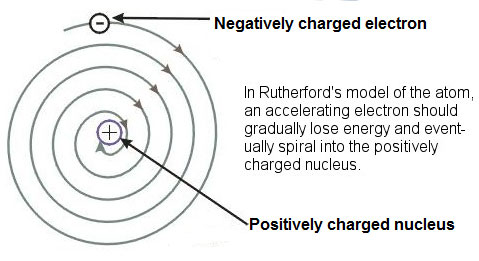 −
Negatively charged electron
In Rutherford's model of the atom,
an accelerating electron should
gradually lose energy and event-
ually spiral into the positively
charged nucleus.
+
Positively charged nucleus